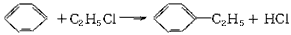 + C₂H₅Cl ⟶ C₂H₅ + HCl